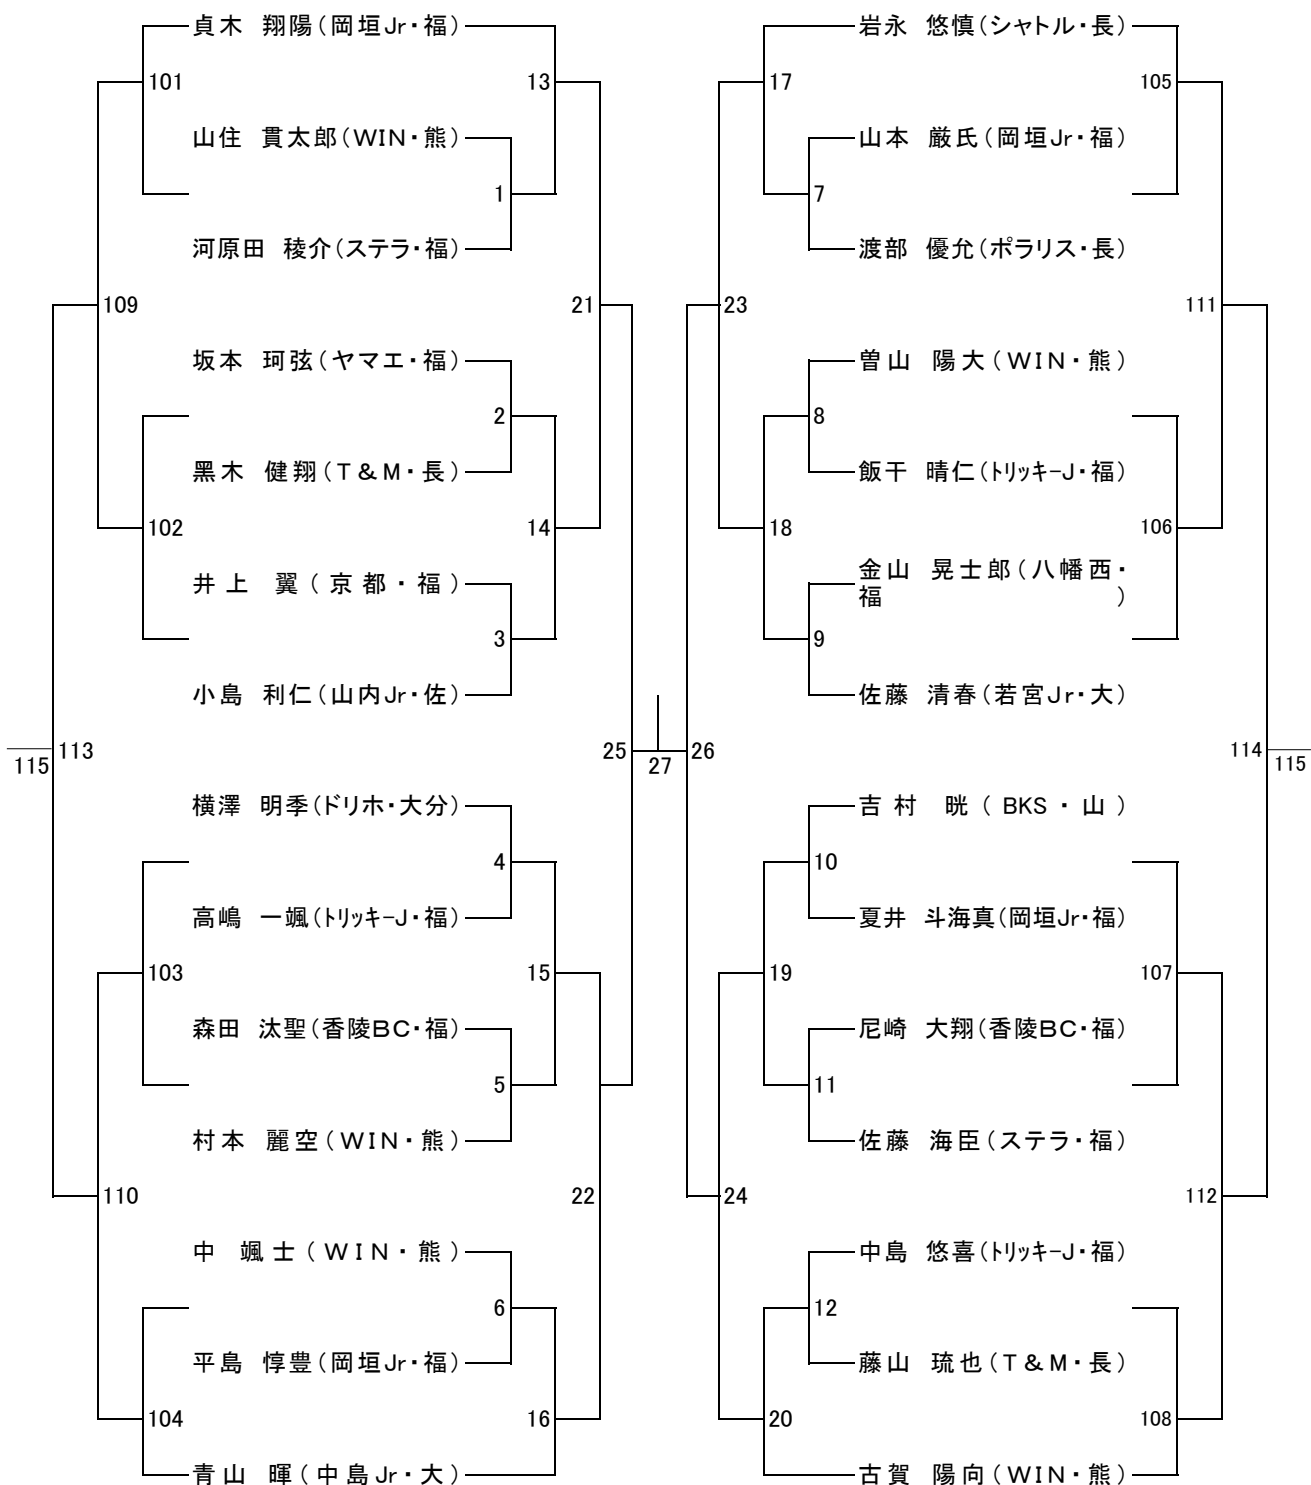 貞木 翔陽(岡垣Jr・福)
101
13
山住 貫太郎(WIN・熊)
1
河原田 稜介(ステラ・福)
109
21
坂本 珂弦(ヤマエ・福)
2
黒木 健翔(T&M・長)
102
14
井上 翼(京都・福)
3
小島 利仁(山内Jr・佐)
113
115
25
27
26
横澤 明季(ドリホ・大分)
4
高嶋 一颯(トリッキーJ・福)
103
15
森田 汰聖(香陵BC・福)
5
村本 麗空(WIN・熊)
110
22
中 颯士(WIN・熊)
6
平島 惇豊(岡垣Jr・福)
104
16
青山 暉(中島Jr・大)
岩永 悠慎(シャトル・長)
17
105
山本 厳氏(岡垣Jr・福)
7
渡部 優允(ポラリス・長)
23
111
曽山 陽大(WIN・熊)
8
飯干 晴仁(トリッキーJ・福)
18
106
金山 晃士郎(八幡西・
福)
9
佐藤 清春(若宮Jr・大)
114
115
吉村 晄(BKS・山)
10
夏井 斗海真(岡垣Jr・福)
19
107
尼崎 大翔(香陵BC・福)
11
佐藤 海臣(ステラ・福)
24
112
中島 悠喜(トリッキーJ・福)
12
藤山 琉也(T&M・長)
20
108
古賀 陽向(WIN・熊)